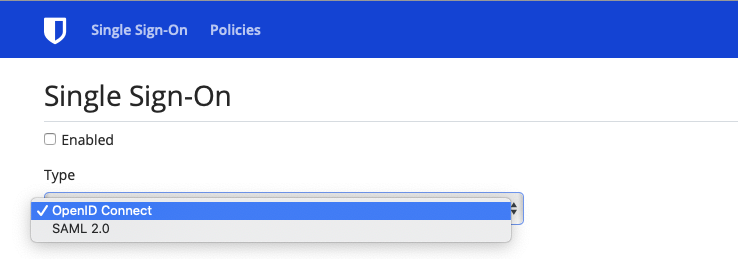 Single Sign-On Policies
Single Sign-On
Enabled
Type
OpenID Connect
SAML 2.0